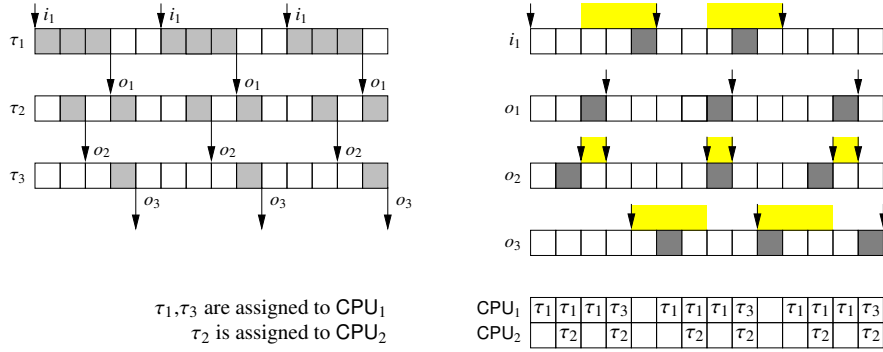 i₁ i₁ i₁
τ₁
o₁ o₁ o₁
τ₂
o₂ o₂ o₂
τ₃
o₃ o₃ o₃
τ₁,τ₃ are assigned to CPU₁
τ₂ is assigned to CPU₂
i₁
o₁
o₂
o₃
CPU₁ τ₁ τ₁ τ₁ τ₃ τ₁ τ₁ τ₁ τ₃ τ₁ τ₁ τ₁ τ₃
CPU₂ τ₂ τ₂ τ₂ τ₂ τ₂ τ₂